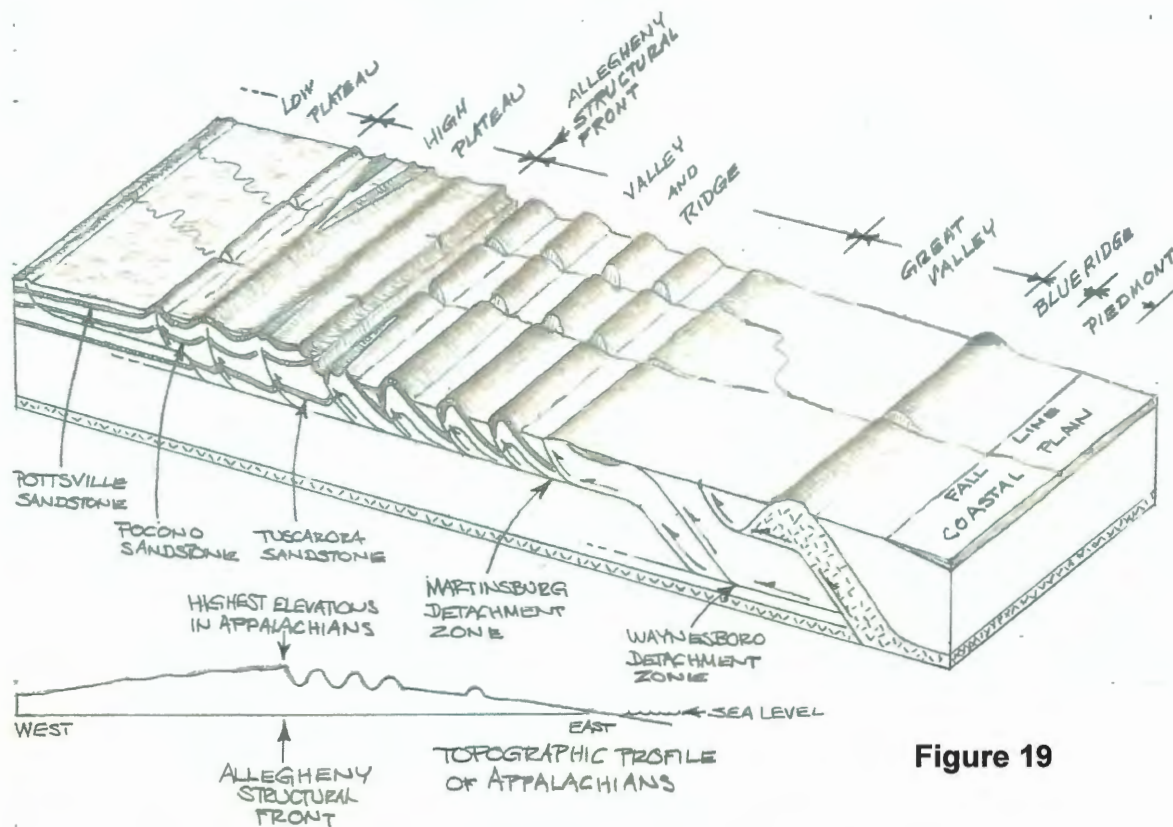 LOW
PLATEAU
HIGH
PLATEAU
ALLEGHENY
STRUCTURAL
FRONT
VALLEY
AND
RIDGE
GREAT
VALLEY
BLUE RIDGE
PIEDMONT
FALL LINE
COASTAL PLAIN
POTTSVILLE
SANDSTONE
POCONO
SANDSTONE
TUSCARORA
SANDSTONE
MARTINSBURG
DETACHMENT
ZONE
WAYNESBORO
DETACHMENT
ZONE
HIGHEST ELEVATIONS
IN APPALACHIANS
SEA LEVEL
WEST
EAST
ALLEGHENY
STRUCTURAL
FRONT
TOPOGRAPHIC PROFILE
OF APPALACHIANS
Figure 19